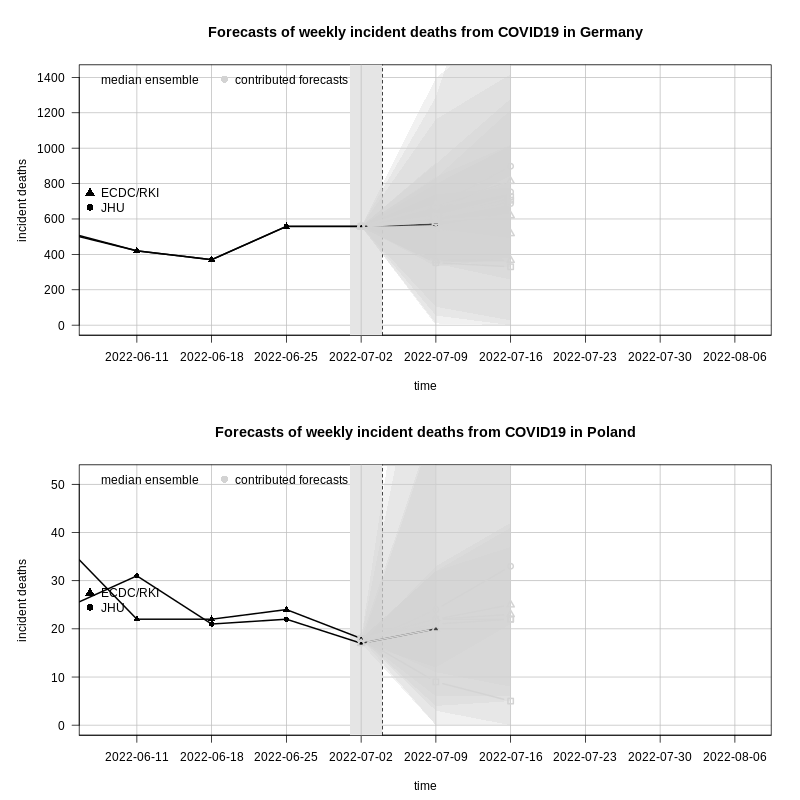 Forecasts of weekly incident deaths from COVID19 in Germany
median ensemble contributed forecasts
1400
1200
1000
800
600
400
200
0
incident deaths
ECDC/RKI
JHU
2022-06-11 2022-06-18 2022-06-25 2022-07-02 2022-07-09 2022-07-16 2022-07-23 2022-07-30 2022-08-06
time
Forecasts of weekly incident deaths from COVID19 in Poland
median ensemble contributed forecasts
50
40
30
20
10
0
incident deaths
ECDC/RKI
JHU
2022-06-11 2022-06-18 2022-06-25 2022-07-02 2022-07-09 2022-07-16 2022-07-23 2022-07-30 2022-08-06
time